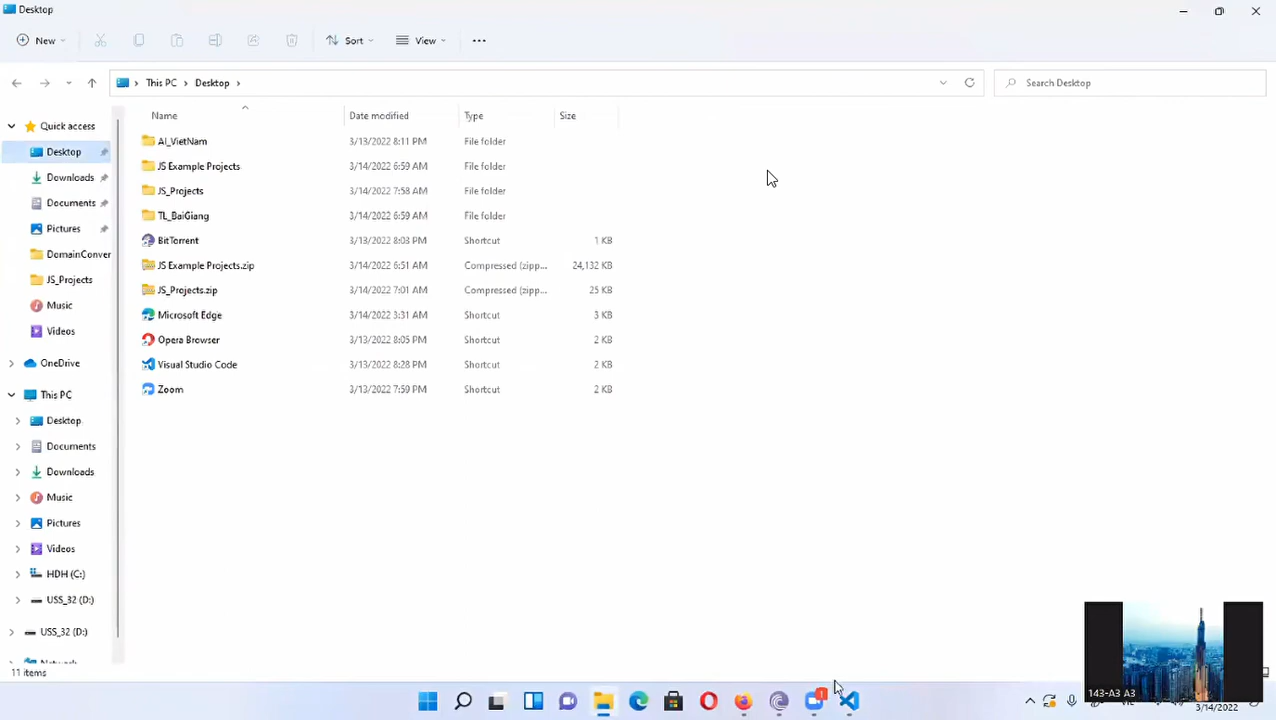 Desktop
New
Sort
View
This PC
Desktop
Search Desktop
Quick access
Desktop
Downloads
Documents
Pictures
DomainConver
JS_Projects
Music
Videos
OneDrive
This PC
Desktop
Documents
Downloads
Music
Pictures
Videos
HDH (C:)
USS_32 (D:)
USS_32 (D:)
Name Date modified Type Size
AI_VietNam 3/13/2022 8:11 PM File folder
JS Example Projects 3/14/2022 6:59 AM File folder
JS_Projects 3/14/2022 7:58 AM File folder
TL_BaiGiang 3/14/2022 6:59 AM File folder
BitTorrent 3/13/2022 8:03 PM Shortcut 1 KB
JS Example Projects.zip 3/14/2022 6:51 AM Compressed (zipp... 24,132 KB
JS_Projects.zip 3/14/2022 7:01 AM Compressed (zipp... 25 KB
Microsoft Edge 3/14/2022 3:31 AM Shortcut 3 KB
Opera Browser 3/13/2022 8:05 PM Shortcut 2 KB
Visual Studio Code 3/13/2022 8:28 PM Shortcut 2 KB
Zoom 3/13/2022 7:59 PM Shortcut 2 KB
11 items
143-A3 A3
1
3/14/2022